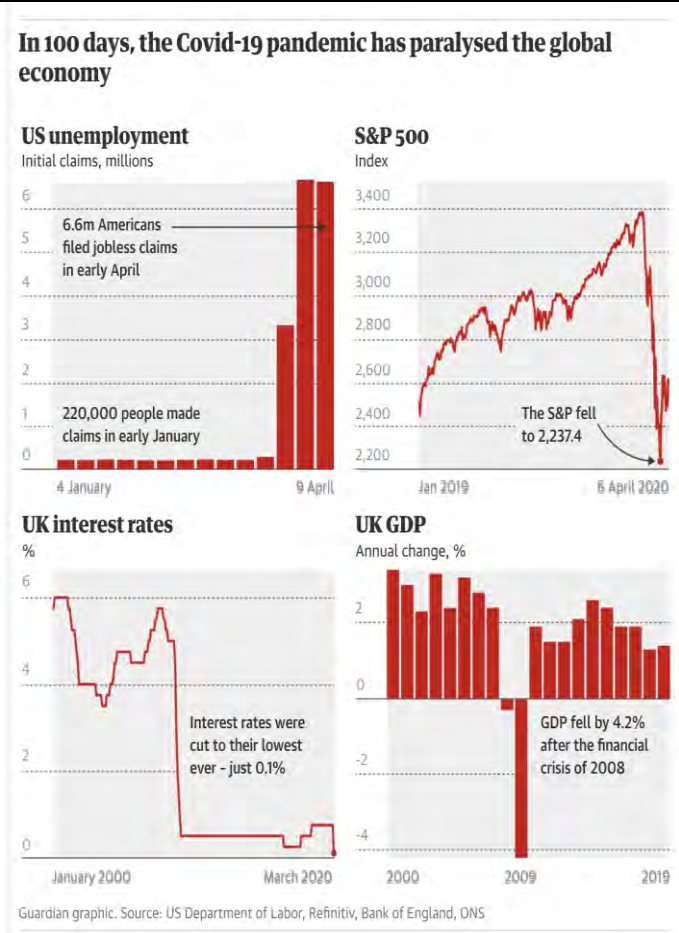 In 100 days, the Covid-19 pandemic has paralysed the global
economy
US unemployment
Initial claims, millions
6
5
4
3
2
1
0
6.6m Americans
filed jobless claims
in early April
220,000 people made
claims in early January
4 January
9 April
S&P 500
Index
3,400
3,200
3,000
2,800
2,600
2,400
2,200
The S&P fell
to 2,237.4
Jan 2019
6 April 2020
UK interest rates
%
6
4
2
0
Interest rates were
cut to their lowest
ever - just 0.1%
January 2000
March 2020
UK GDP
Annual change, %
2
0
-2
-4
GDP fell by 4.2%
after the financial
crisis of 2008
2000
2009
2019
Guardian graphic. Source: US Department of Labor, Refinitiv, Bank of England, ONS